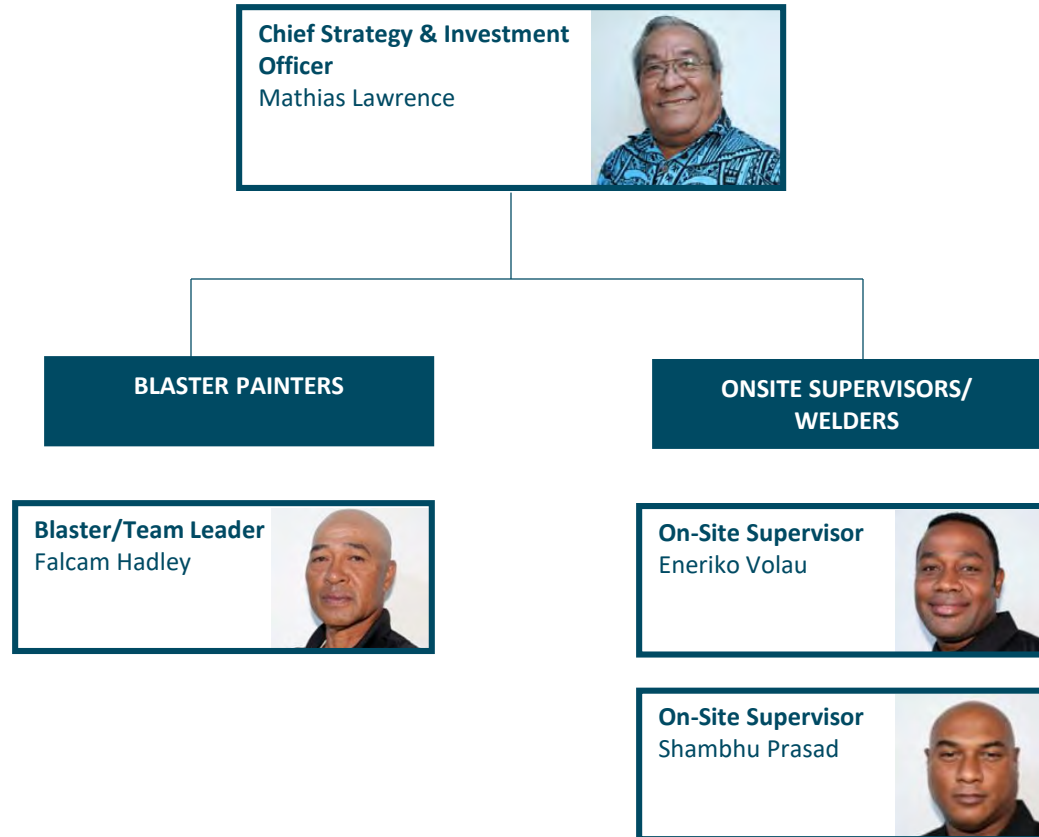 Chief Strategy & Investment
Officer
Mathias Lawrence
BLASTER PAINTERS
ONSITE SUPERVISORS/
WELDERS
Blaster/Team Leader
Falcam Hadley
On-Site Supervisor
Eneriko Volau
On-Site Supervisor
Shambhu Prasad